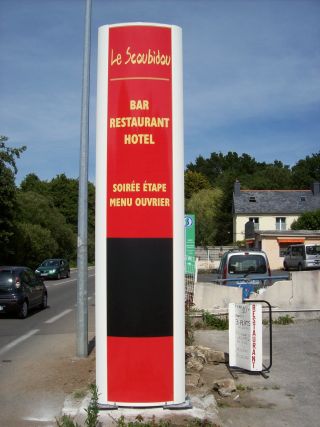 Le Scoubidou
BAR
RESTAURANT
HOTEL
SOIRÉE ÉTAPE
MENU OUVRIER
RESTAURANT